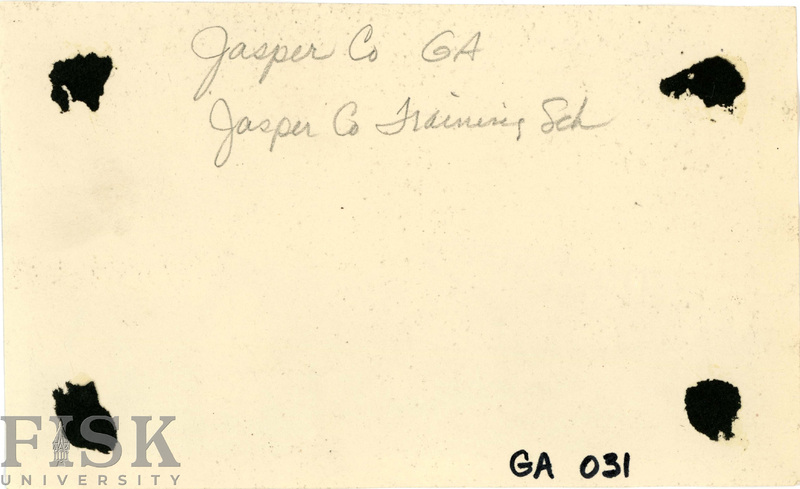 Jasper Co GA
Jasper Co Training Sch
GA 031
FISK
UNIVERSITY